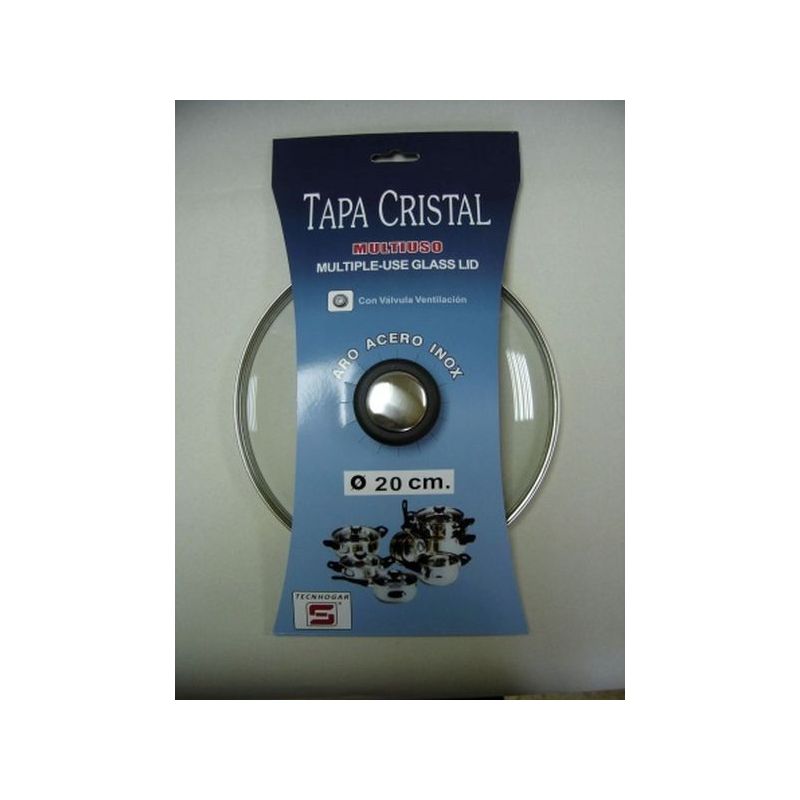 TAPA CRISTAL
MULTIUSO
MULTIPLE-USE GLASS LID
Con Válvula Ventilación
ARO ACERO INOX
Ø 20 cm.
TECNHOGAR
S